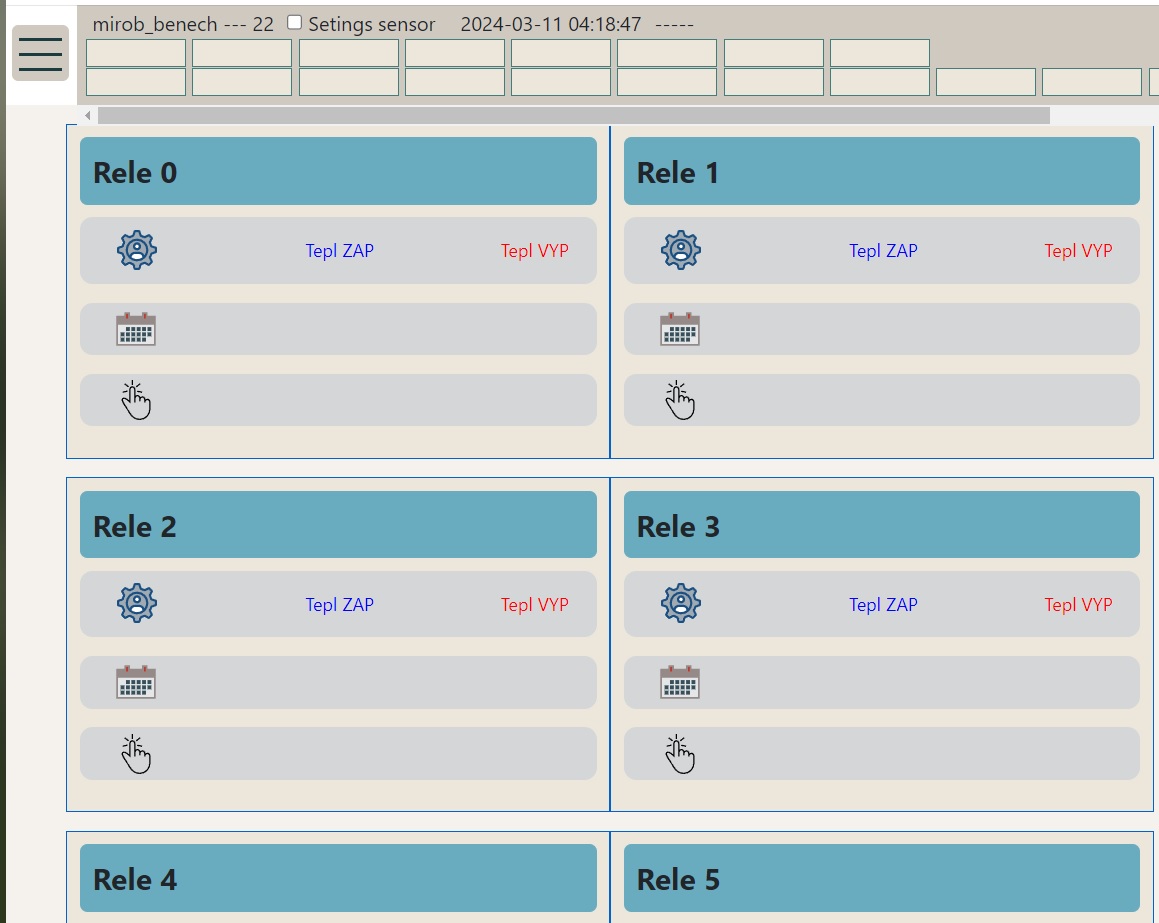 mirob_benech --- 22 Setings sensor 2024-03-11 04:18:47 -----
Rele 0
Tepl ZAP Tepl VYP
Rele 1
Tepl ZAP Tepl VYP
Rele 2
Tepl ZAP Tepl VYP
Rele 3
Tepl ZAP Tepl VYP
Rele 4
Rele 5